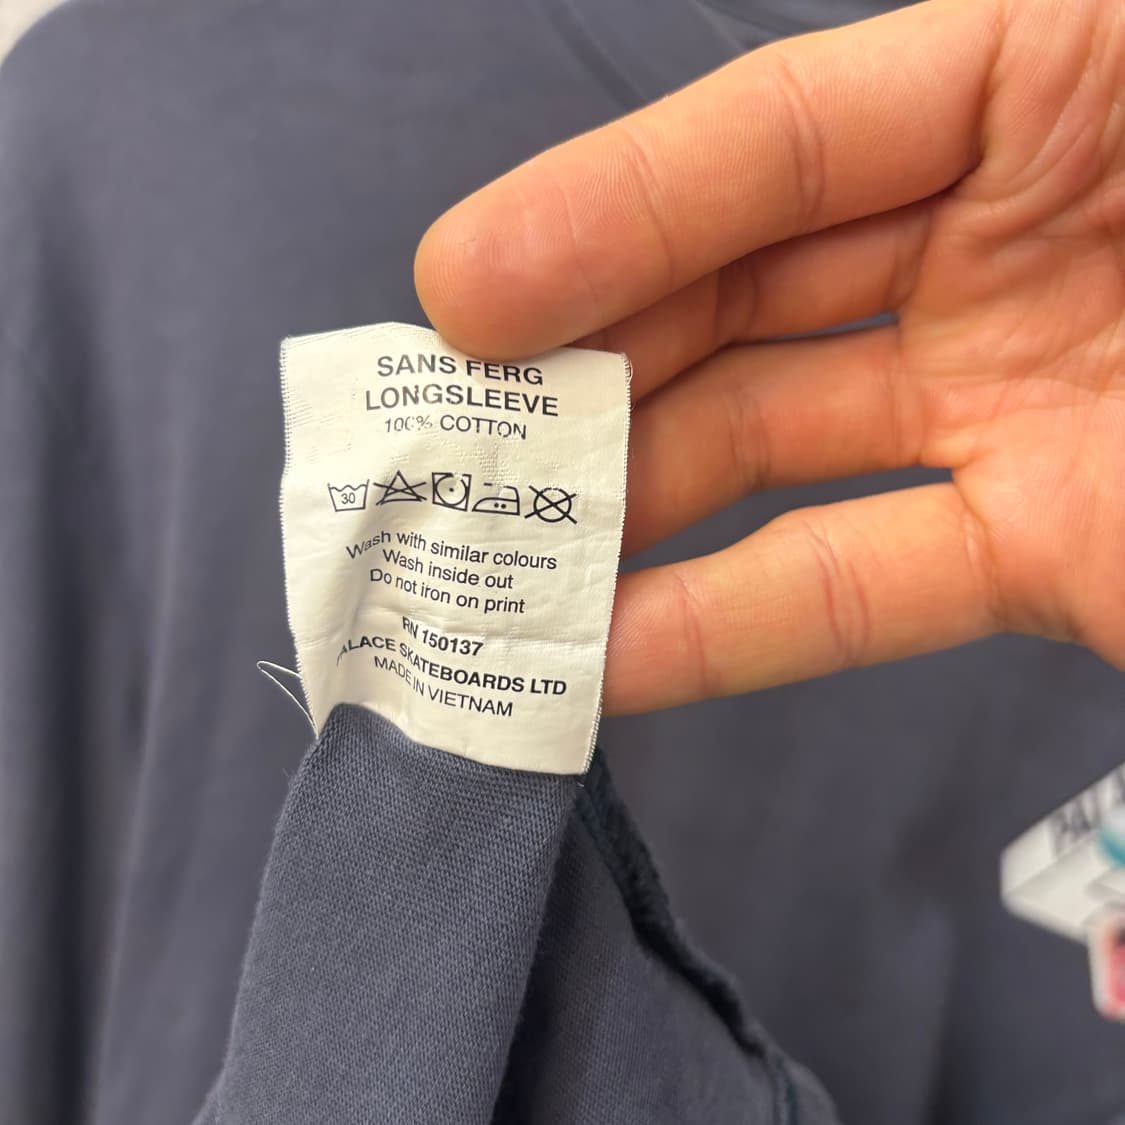 SANS FERG
LONGSLEEVE
100% COTTON
30
Wash with similar colours
Wash inside out
Do not iron on print
RN 150137
PALACE SKATEBOARDS LTD
MADE IN VIETNAM